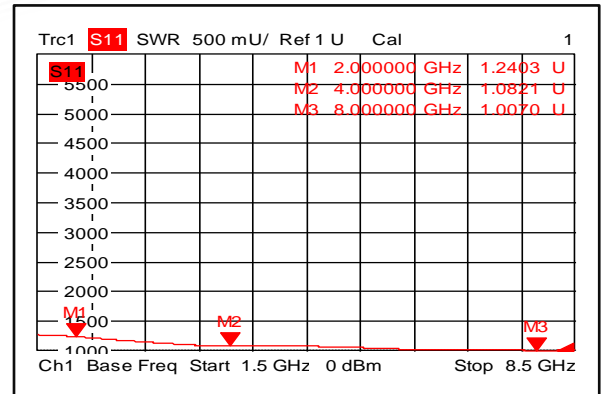 Trc1 S11 SWR 500 mU/ Ref 1 U Cal 1
S11 M1 2.000000 GHz 1.2403 U
5500 M2 4.000000 GHz 1.0821 U
5000 M3 8.000000 GHz 1.0070 U
4500
4000
3500
3000
2500
2000
M1 1500 M2 M3
1000
Ch1 Base Freq Start 1.5 GHz 0 dBm Stop 8.5 GHz